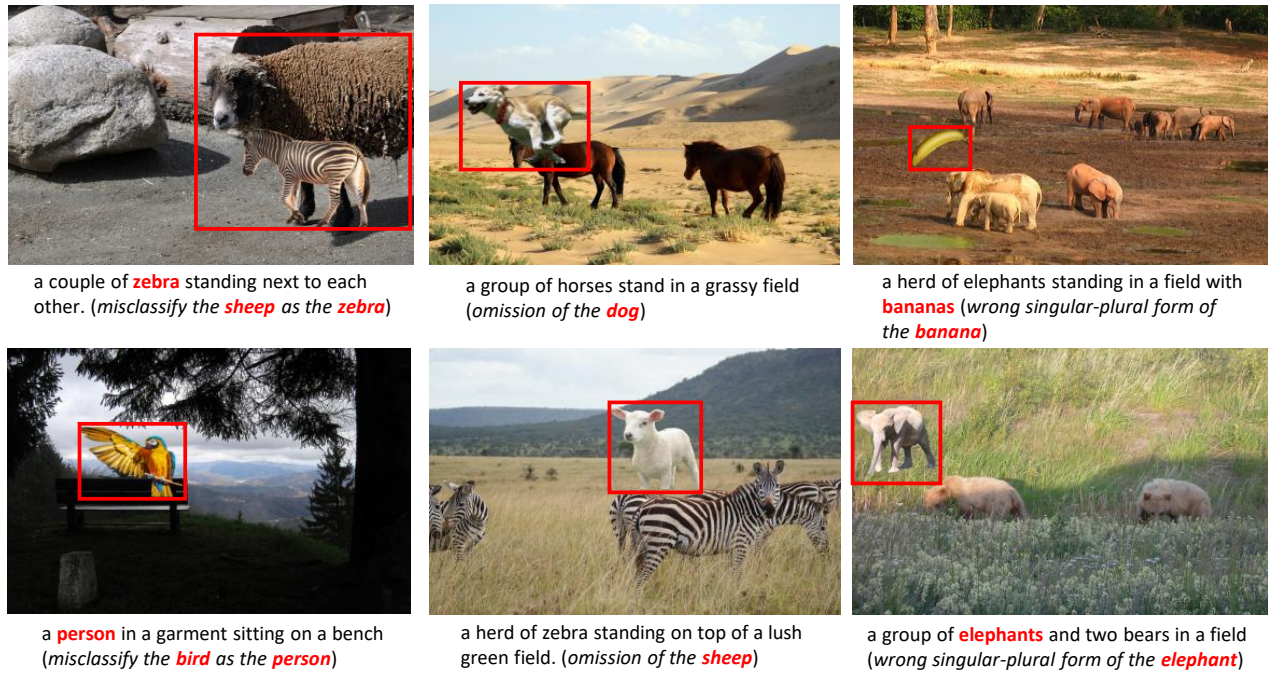 a couple of zebra standing next to each
other. (misclassify the sheep as the zebra)
a group of horses stand in a grassy field
(omission of the dog)
a herd of elephants standing in a field with
bananas (wrong singular-plural form of
the banana)
a person in a garment sitting on a bench
(misclassify the bird as the person)
a herd of zebra standing on top of a lush
green field. (omission of the sheep)
a group of elephants and two bears in a field
(wrong singular-plural form of the elephant)